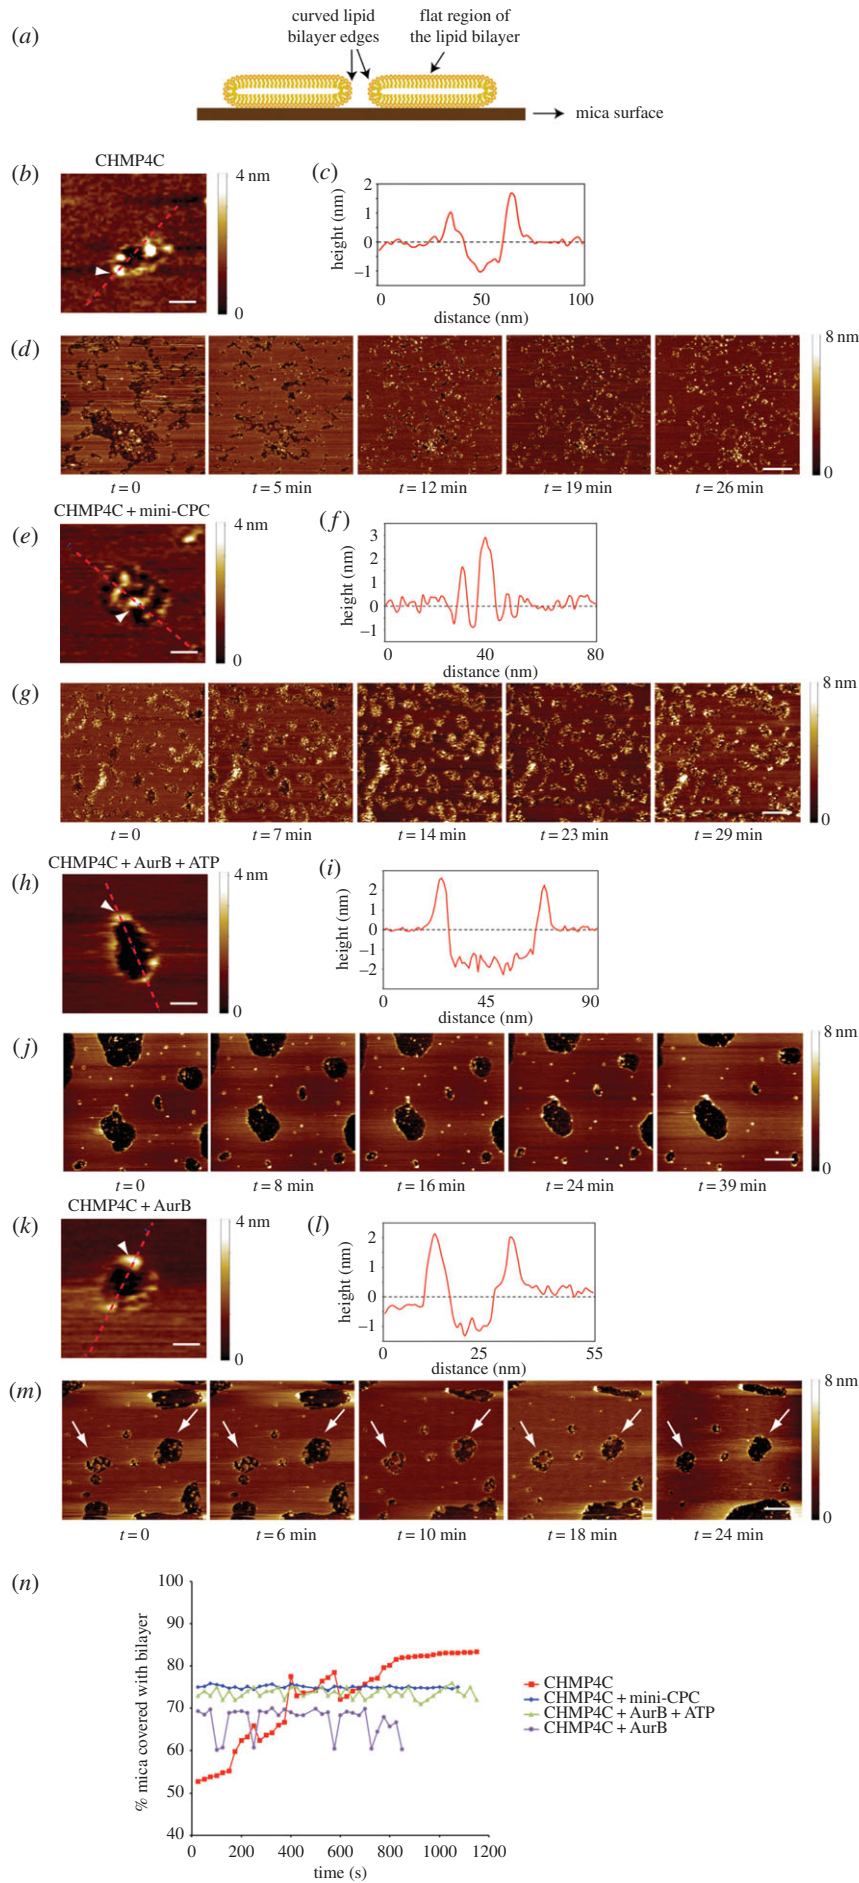 (a)
curved lipid
bilayer edges
flat region of
the lipid bilayer
mica surface
(b)
CHMP4C
4 nm
0
(c)
height (nm)
2
1
0
−1
0 50 100
distance (nm)
(d)
8 nm
0
t = 0 t = 5 min t = 12 min t = 19 min t = 26 min
(e)
CHMP4C + mini-CPC
4 nm
0
(f)
height (nm)
3
2
1
0
−1
0 40 80
distance (nm)
(g)
8 nm
0
t = 0 t = 7 min t = 14 min t = 23 min t = 29 min
(h)
CHMP4C + AurB + ATP
4 nm
0
(i)
height (nm)
2
1
0
−1
−2
0 45 90
distance (nm)
(j)
8 nm
0
t = 0 t = 8 min t = 16 min t = 24 min t = 39 min
(k)
CHMP4C + AurB
4 nm
0
(l)
height (nm)
2
1
0
−1
0 25 55
distance (nm)
(m)
8 nm
0
t = 0 t = 6 min t = 10 min t = 18 min t = 24 min
(n)
% mica covered with bilayer
100
90
80
70
60
50
40
0 200 400 600 800 1000 1200
time (s)
CHMP4C
CHMP4C + mini-CPC
CHMP4C + AurB + ATP
CHMP4C + AurB